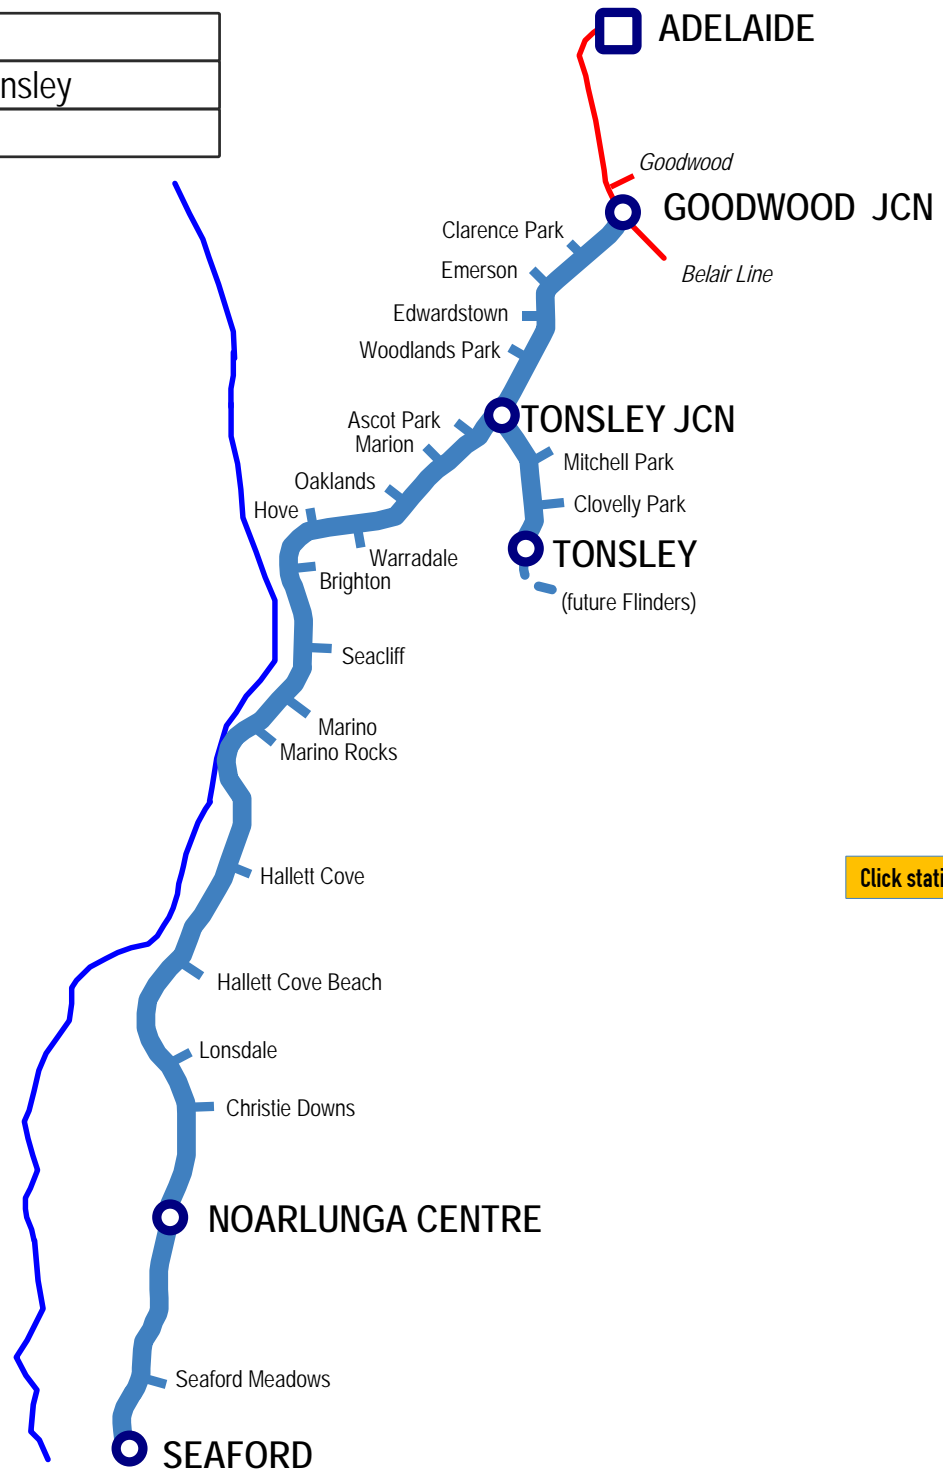 ADELAIDE
nsley
Goodwood
GOODWOOD JCN
Clarence Park
Emerson
Belair Line
Edwardstown
Woodlands Park
Ascot Park
TONSLEY JCN
Marion
Mitchell Park
Oaklands
Clovelly Park
Hove
Warradale
TONSLEY
Brighton
(future Flinders)
Seacliff
Marino
Marino Rocks
Hallett Cove
Click stati
Hallett Cove Beach
Lonsdale
Christie Downs
NOARLUNGA CENTRE
Seaford Meadows
SEAFORD